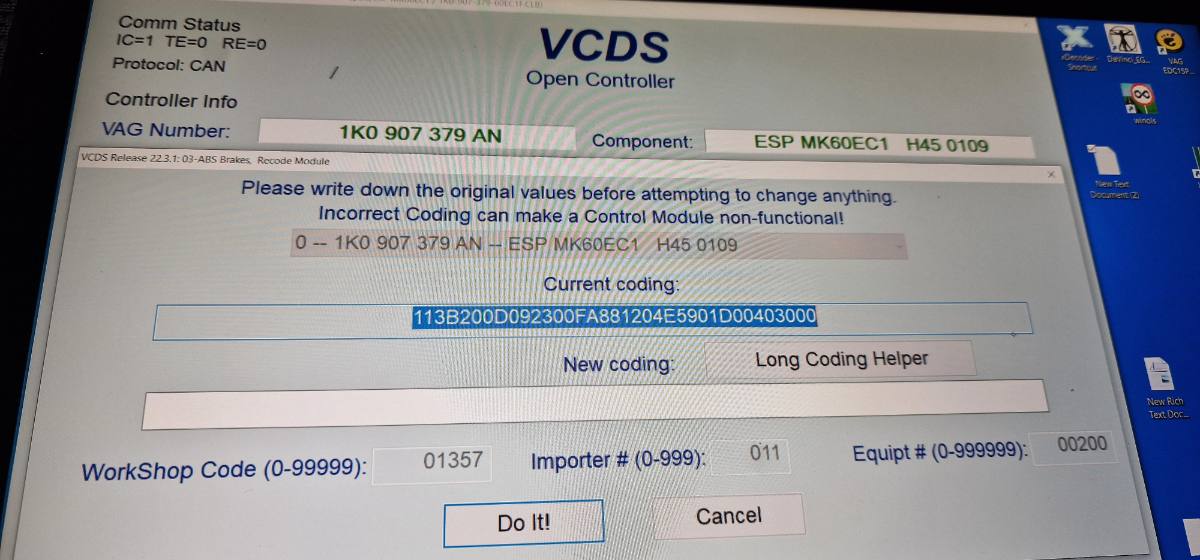 Comm Status
IC=1 TE=0 RE=0
Protocol: CAN
VCDS
Open Controller
Controller Info
VAG Number: 1K0 907 379 AN Component: ESP MK60EC1 H45 0109
VCDS Release 22.3.1: 03-ABS Brakes, Recode Module
Please write down the original values before attempting to change anything.
Incorrect Coding can make a Control Module non-functional!
0 -- 1K0 907 379 AN -- ESP MK60EC1 H45 0109
Current coding:
113B200D092300FA881204E5901D00403000
New coding: Long Coding Helper
WorkShop Code (0-99999): 01357 Importer # (0-999): 011 Equipt # (0-999999): 00200
Do It! Cancel
Shortcut
VAG
EDC15P...
winols
New Text
Document (2)
New Rich
Text Doc...